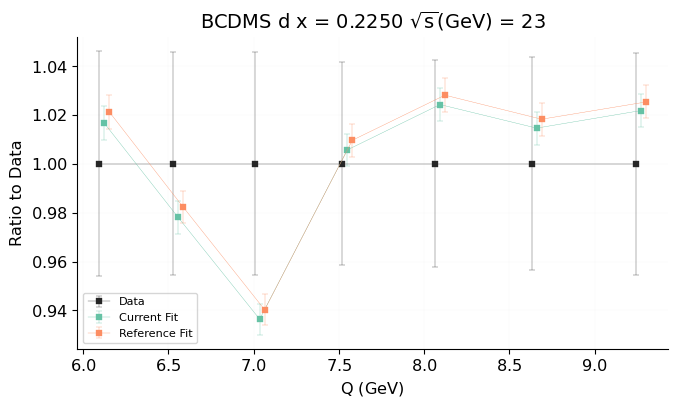 BCDMS d x = 0.2250 √s(GeV) = 23
Ratio to Data
1.04
1.02
1.00
0.98
0.96
0.94
Data
Current Fit
Reference Fit
6.0 6.5 7.0 7.5 8.0 8.5 9.0
Q (GeV)